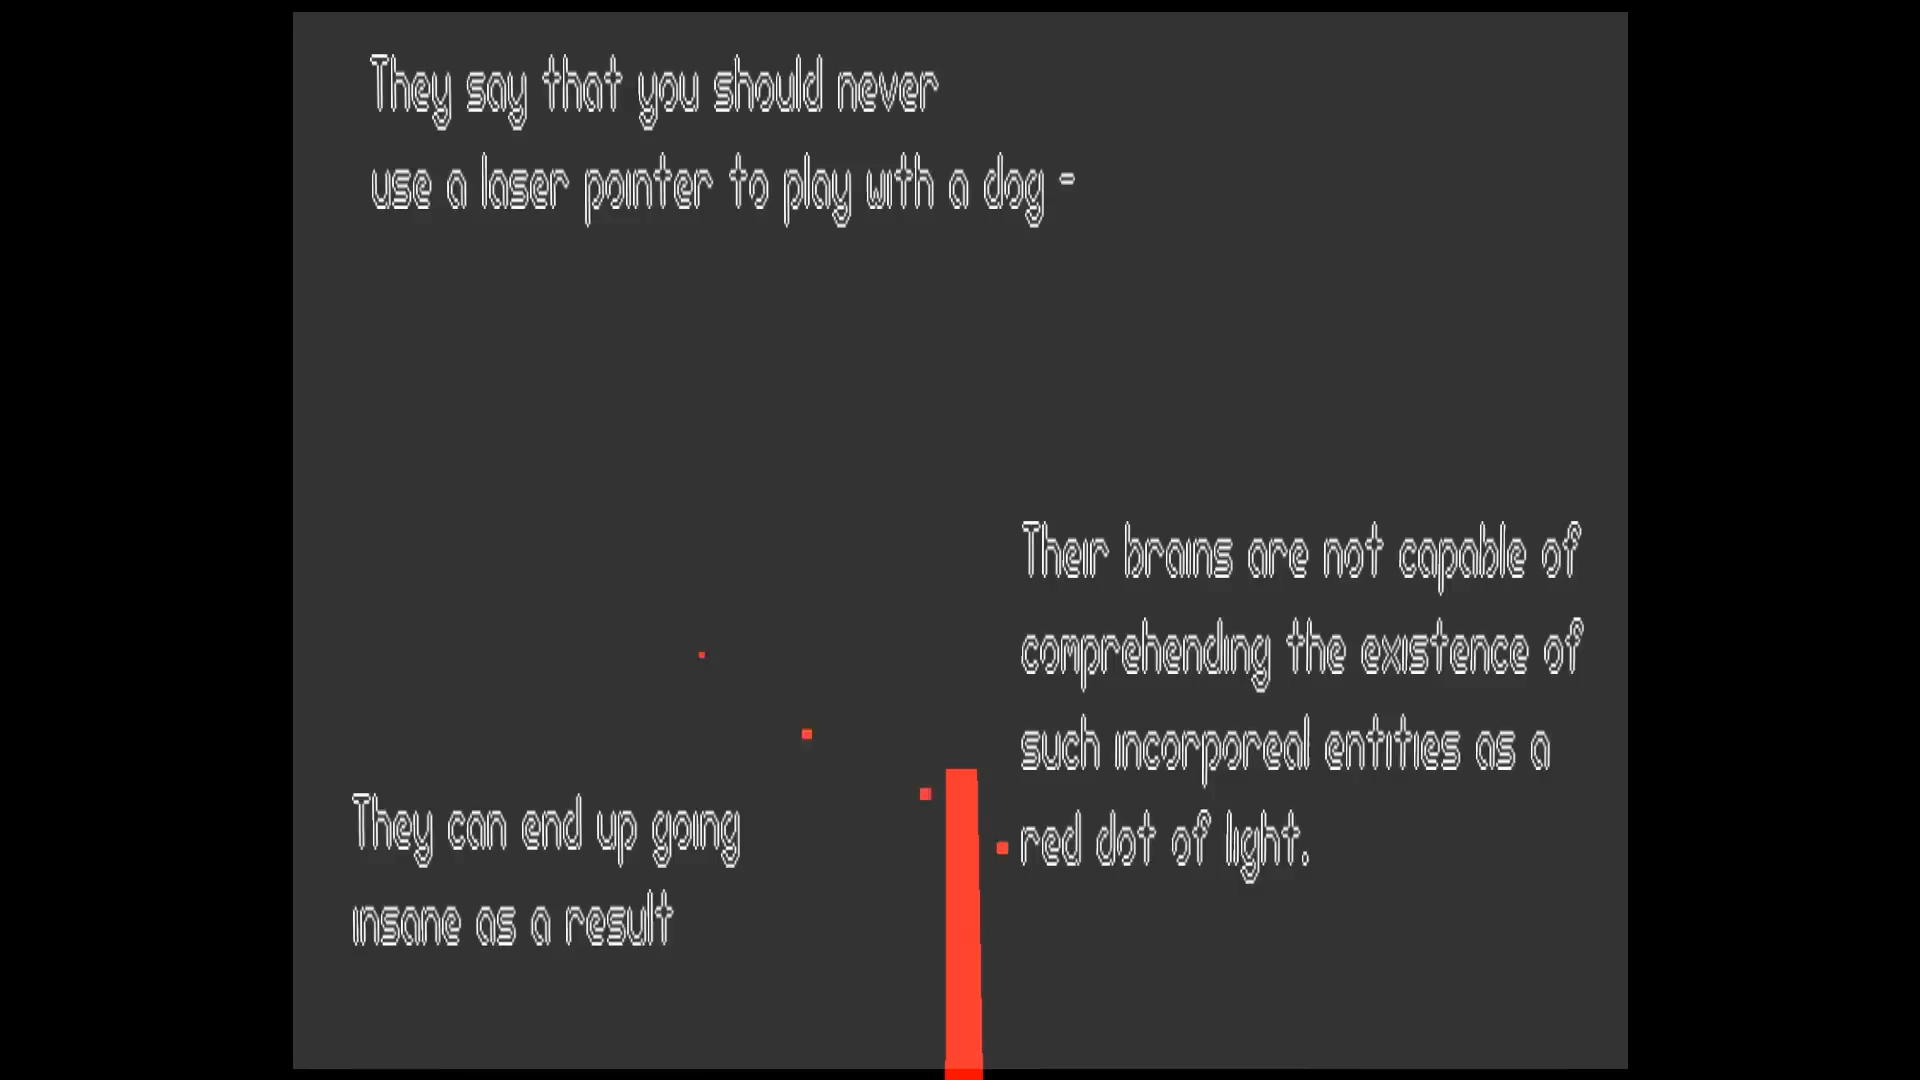 They say that you should never
use a laser pointer to play with a dog -
Their brains are not capable of
comprehending the existence of
such incorporeal entities as a
red dot of light.
They can end up going
insane as a result